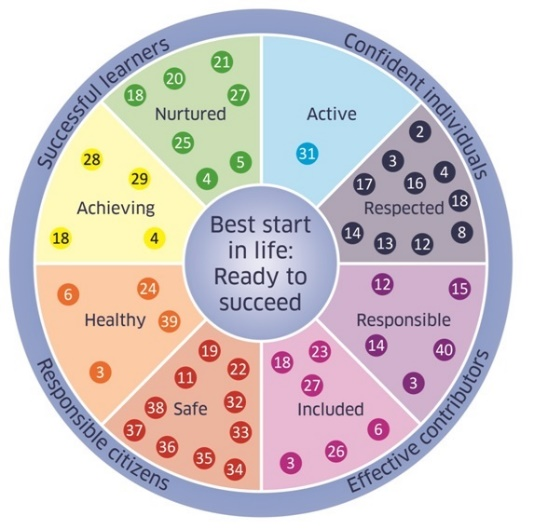 Successful learners
Confident individuals
Effective contributors
Responsible citizens
Best start
in life:
Ready to
succeed
Active
31
Respected
2
3
4
17
16
18
14
13
12
8
Responsible
12
15
14
40
3
Included
18
23
27
6
26
3
Safe
19
22
11
32
38
33
37
36
35
34
Healthy
6
24
39
3
Achieving
28
29
18
4
Nurtured
21
20
18
27
25
5
4